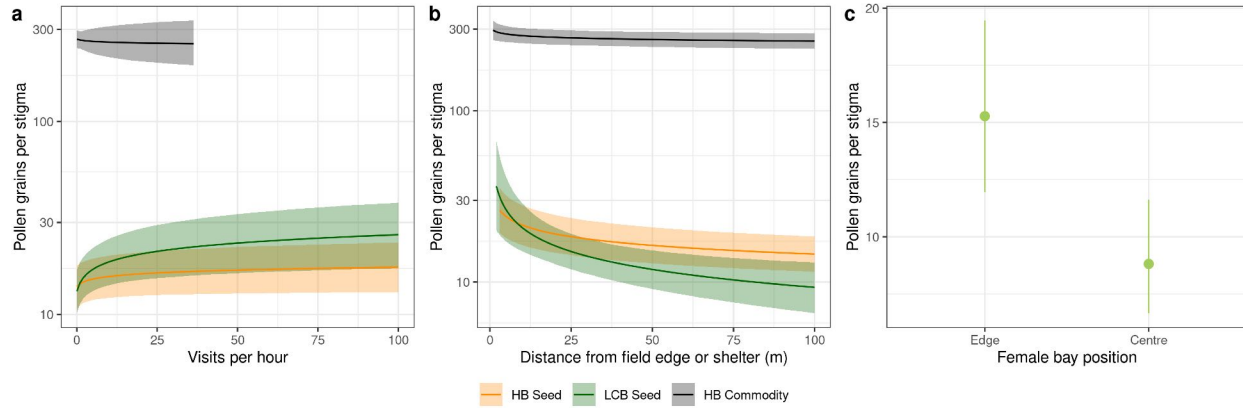 a
300
100
30
10
Pollen grains per stigma
0
25
50
75
100
Visits per hour
b
300
100
30
10
Pollen grains per stigma
0
25
50
75
100
Distance from field edge or shelter (m)
c
20
15
10
Pollen grains per stigma
Edge
Centre
Female bay position
HB Seed
LCB Seed
HB Commodity